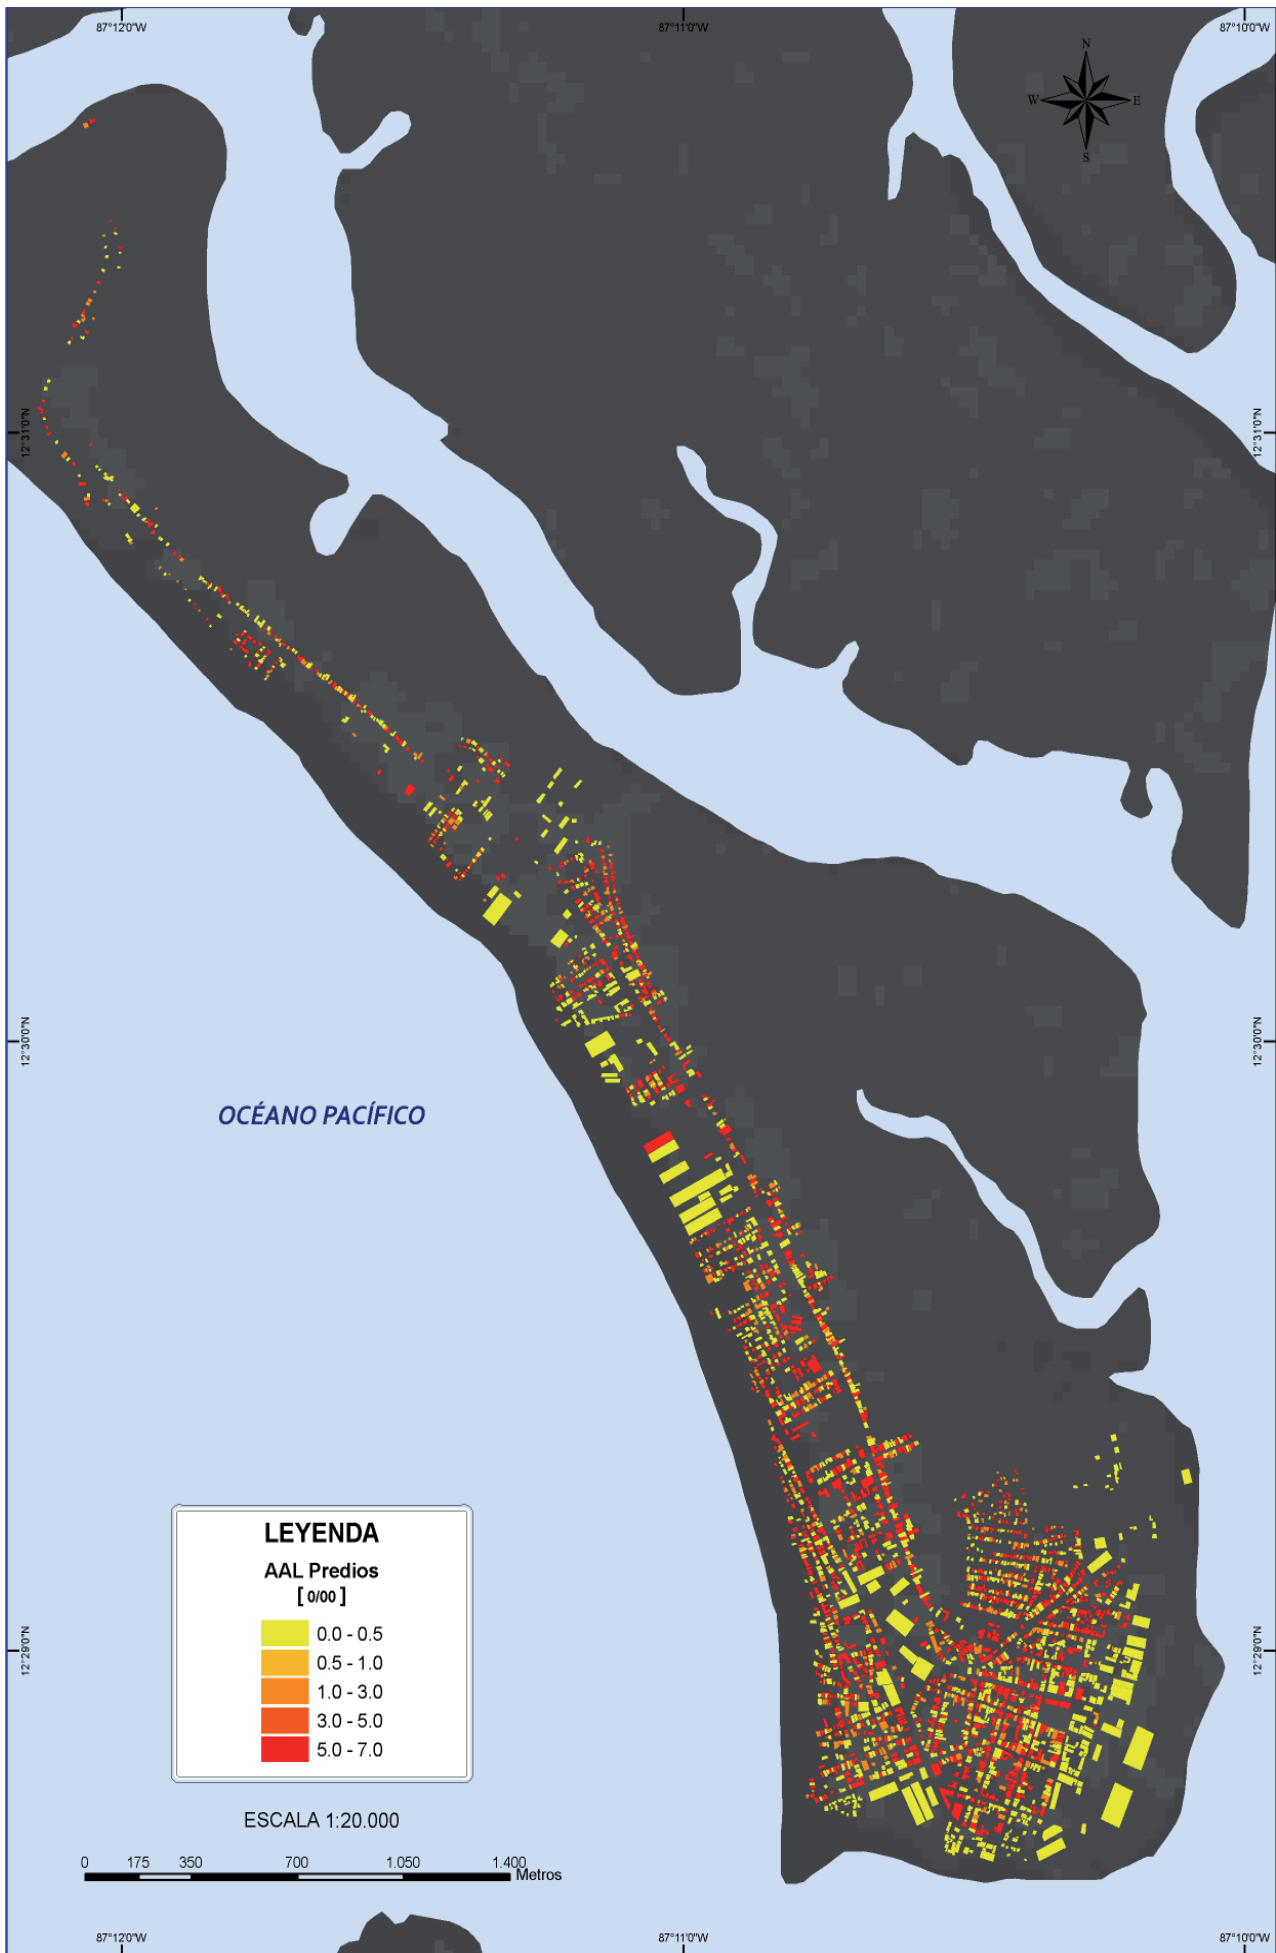 87°12'0"W
87°11'0"W
87°10'0"W
N
W
E
S
12°31'0"N
12°31'0"N
12°30'0"N
12°30'0"N
OCÉANO PACÍFICO
LEYENDA
AAL Predios
[ 0/00 ]
0.0 - 0.5
0.5 - 1.0
1.0 - 3.0
3.0 - 5.0
5.0 - 7.0
12°29'0"N
12°29'0"N
ESCALA 1:20.000
0 175 350 700 1.050 1.400
Metros
87°12'0"W
87°11'0"W
87°10'0"W